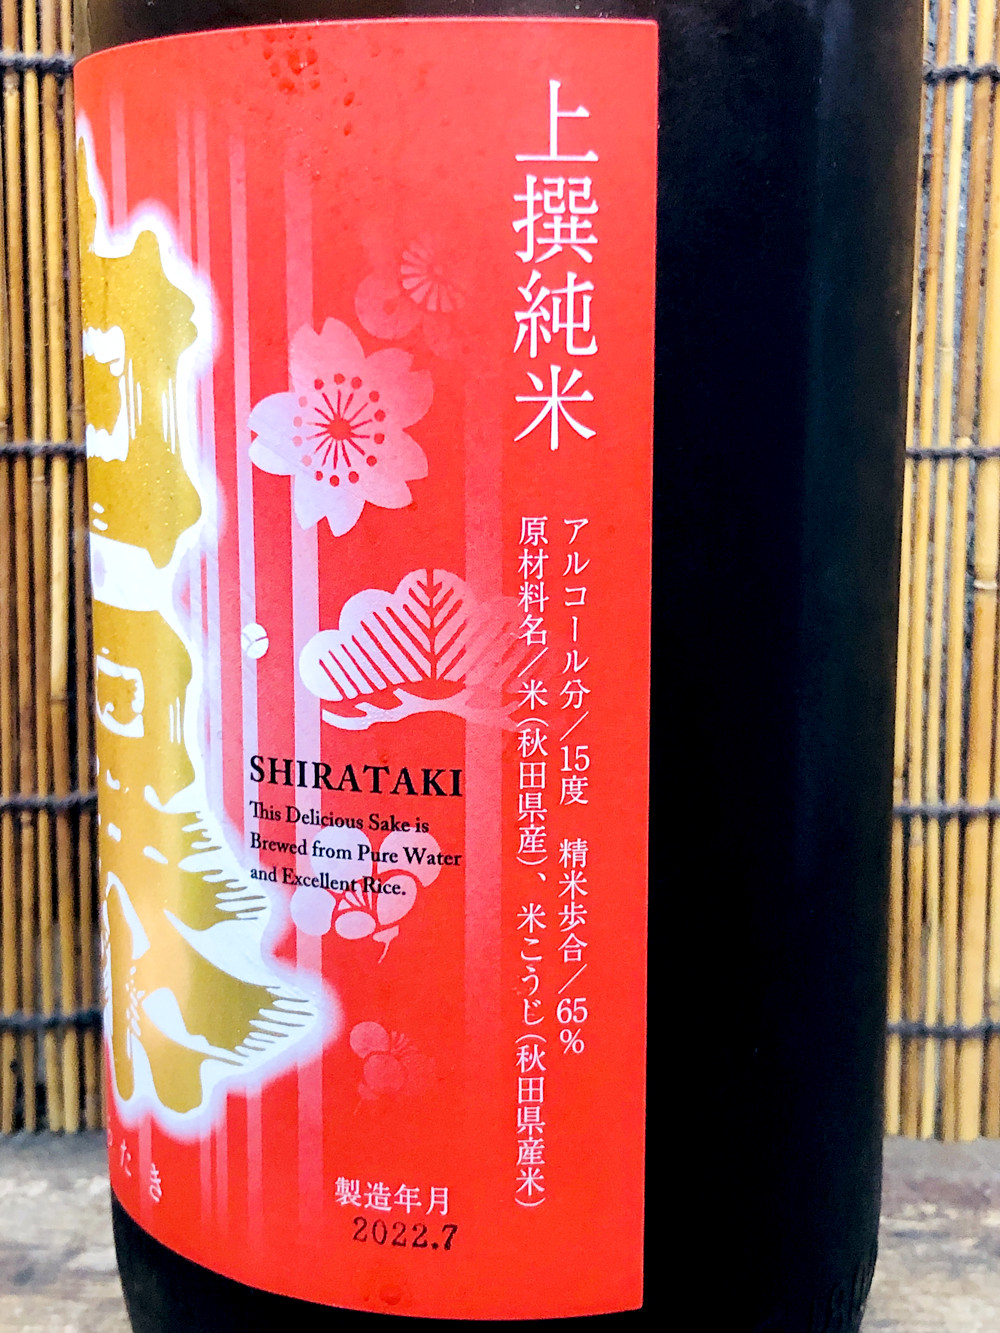 上撰純米
アルコール分／15度　精米歩合／65%
原材料名／米（秋田県産）、米こうじ（秋田県産米）
SHIRATAKI
This Delicious Sake is
Brewed from Pure Water
and Excellent Rice.
たき
製造年月
2022.7